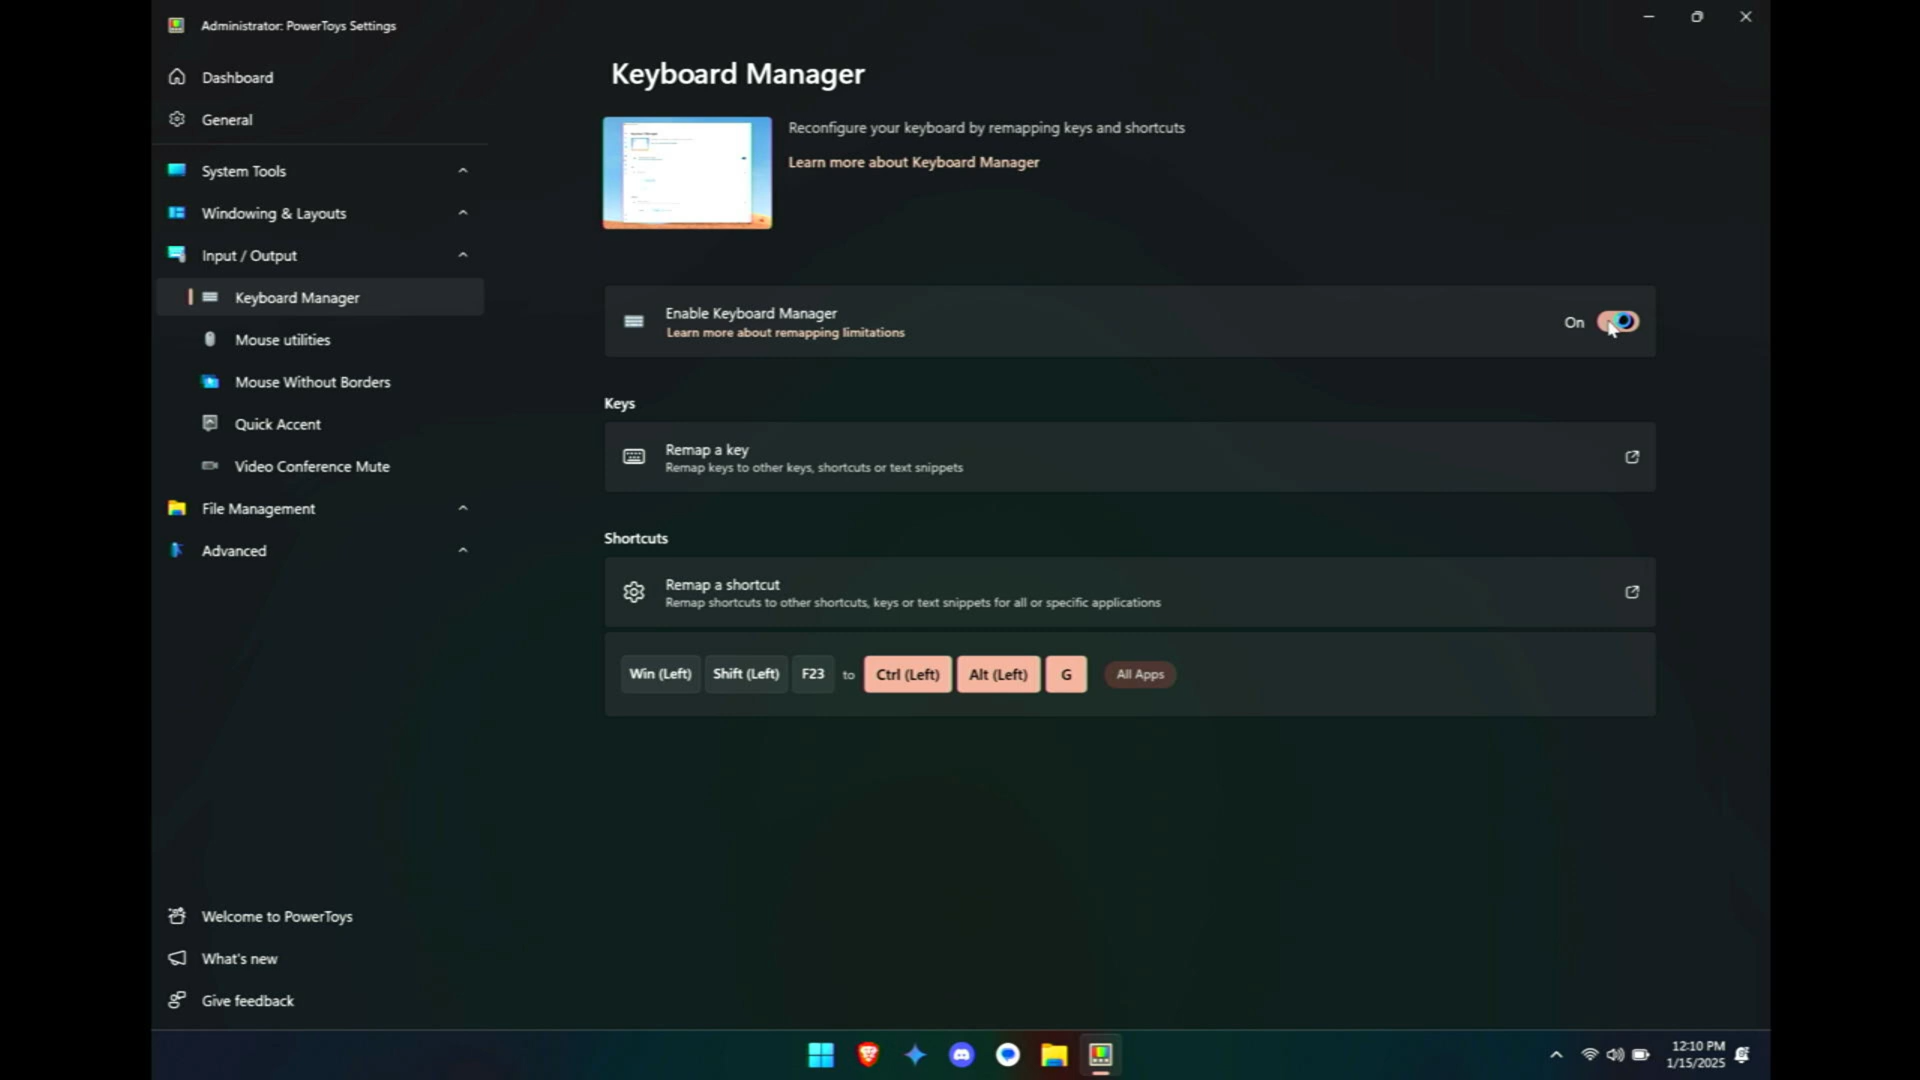 Administrator: PowerToys Settings
Dashboard
General
System Tools
Windowing & Layouts
Input / Output
Keyboard Manager
Mouse utilities
Mouse Without Borders
Quick Accent
Video Conference Mute
File Management
Advanced
Welcome to PowerToys
What's new
Give feedback
Keyboard Manager
Reconfigure your keyboard by remapping keys and shortcuts
Learn more about Keyboard Manager
Enable Keyboard Manager
Learn more about remapping limitations
On
Keys
Remap a key
Remap keys to other keys, shortcuts or text snippets
Shortcuts
Remap a shortcut
Remap shortcuts to other shortcuts, keys or text snippets for all or specific applications
Win (Left) Shift (Left) F23 to Ctrl (Left) Alt (Left) G All Apps
12:10 PM
1/15/2025